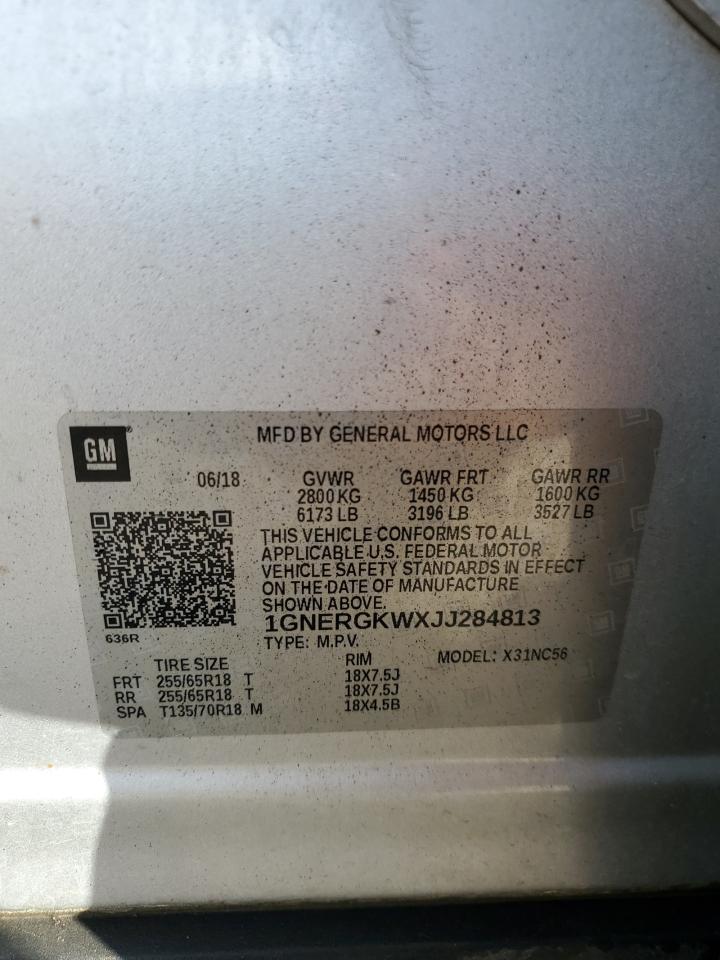 GM
MFD BY GENERAL MOTORS LLC
06/18 GVWR GAWR FRT GAWR RR
2800 KG 1450 KG 1600 KG
6173 LB 3196 LB 3527 LB
THIS VEHICLE CONFORMS TO ALL
APPLICABLE U.S. FEDERAL MOTOR
VEHICLE SAFETY STANDARDS IN EFFECT
ON THE DATE OF MANUFACTURE
SHOWN ABOVE.
1GNERGKWXJJ284813
636R
TYPE: M.P.V.
TIRE SIZE RIM MODEL: X31NC56
FRT 255/65R18 T 18X7.5J
RR 255/65R18 T 18X7.5J
SPA T135/70R18 M 18X4.5B